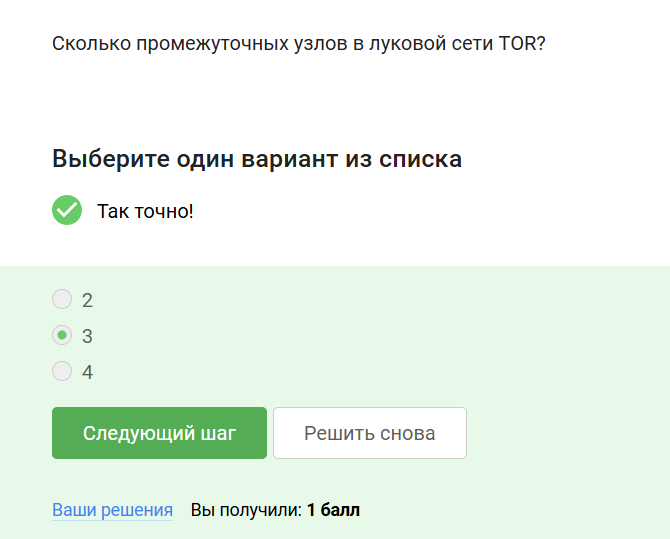 Сколько промежуточных узлов в луковой сети TOR?
Выберите один вариант из списка
Так точно!
2
3
4
Следующий шаг Решить снова
Ваши решения Вы получили: 1 балл